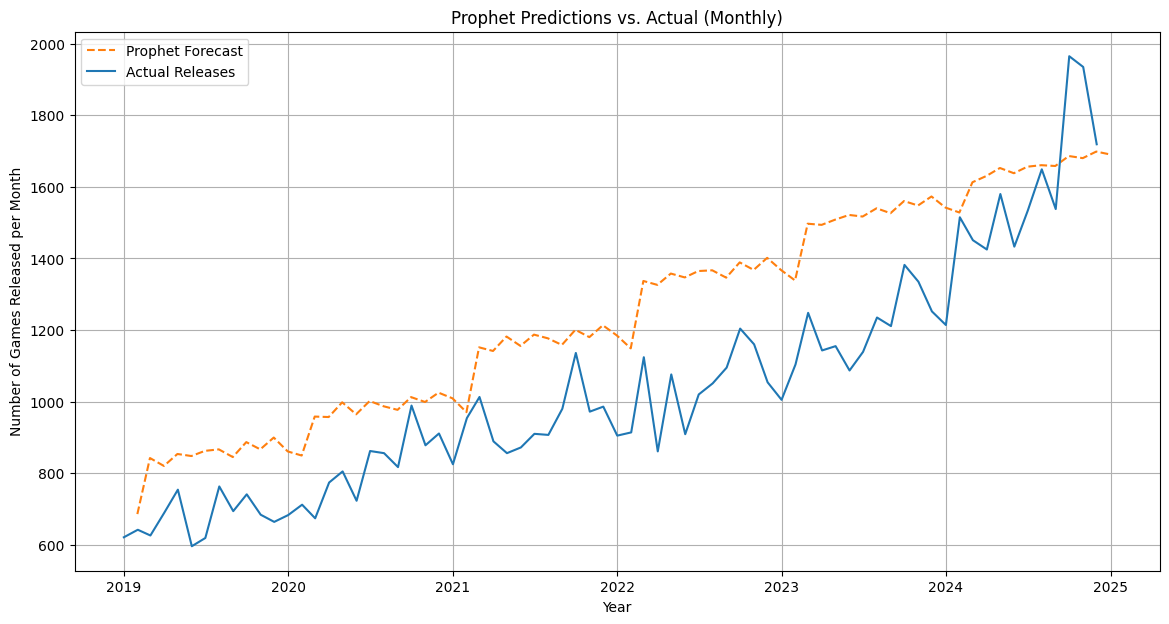 Prophet Predictions vs. Actual (Monthly)
Prophet Forecast
Actual Releases
Number of Games Released per Month
2000
1800
1600
1400
1200
1000
800
600
2019 2020 2021 2022 2023 2024 2025
Year